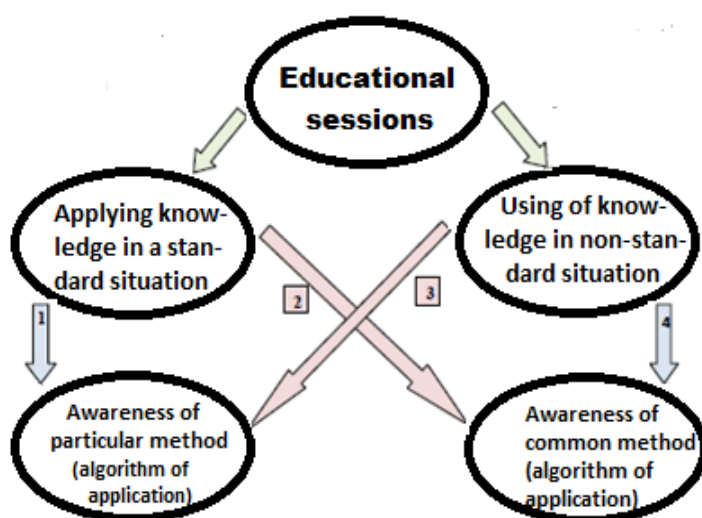 Educational
sessions
Applying know-
ledge in a stan-
dard situation
Using of know-
ledge in non-stan-
dard situation
1
2
3
4
Awareness of
particular method
(algorithm of
application)
Awareness of
common method
(algorithm of
application)